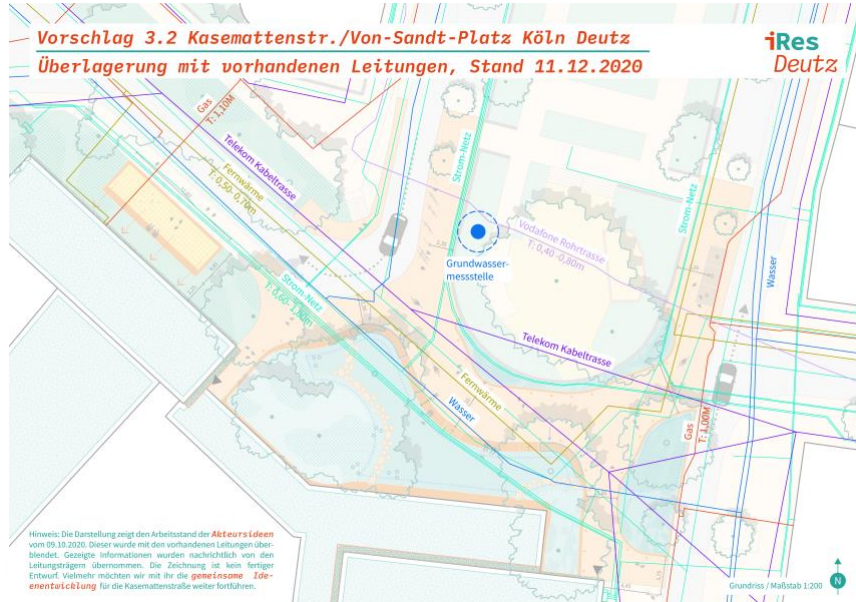 Vorschlag 3.2 Kasemattenstr./Von-Sandt-Platz Köln Deutz
Überlagerung mit vorhandenen Leitungen, Stand 11.12.2020
iRes
Deutz
Gas
T: 1,10M
Telekom Kabeltrasse
Fernwärme
T: 0,50- 0,70m
Strom-Netz
Strom-Netz
Vodafone Rohrtrasse
T: 0,40 -0,80m
Grundwasser-
messstelle
Wasser
Strom-Netz
Telekom Kabeltrasse
Fernwärme
Wasser
Gas
T: 1,00M
Hinweis: Die Darstellung zeigt den Arbeitsstand der Akteursideen
vom 09.10.2020. Dieser wurde mit den vorhandenen Leitungen über-
blendet. Gezeigte Informationen wurden nachrichtlich von den
Leitungsträgern übernommen. Die Zeichnung ist kein fertiger
Entwurf. Vielmehr möchten wir mit ihr die gemeinsame Ide-
enentwicklung für die Kasemattenstraße weiter fortführen.
Grundriss / Maßstab 1:200
N